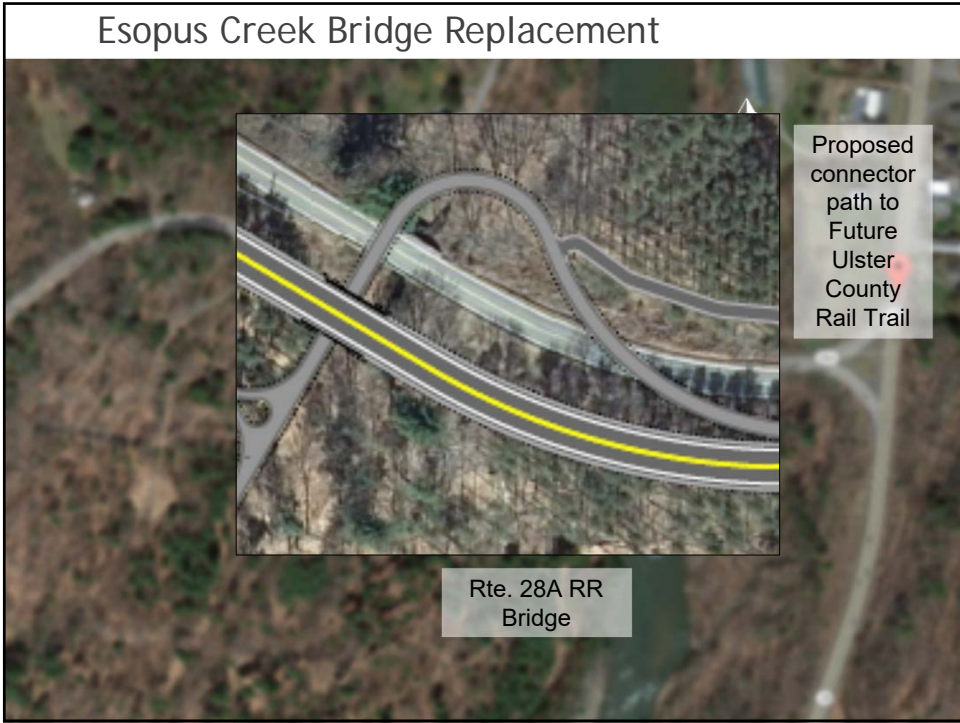 Esopus Creek Bridge Replacement
Proposed
connector
path to
Future
Ulster
County
Rail Trail
Rte. 28A RR
Bridge